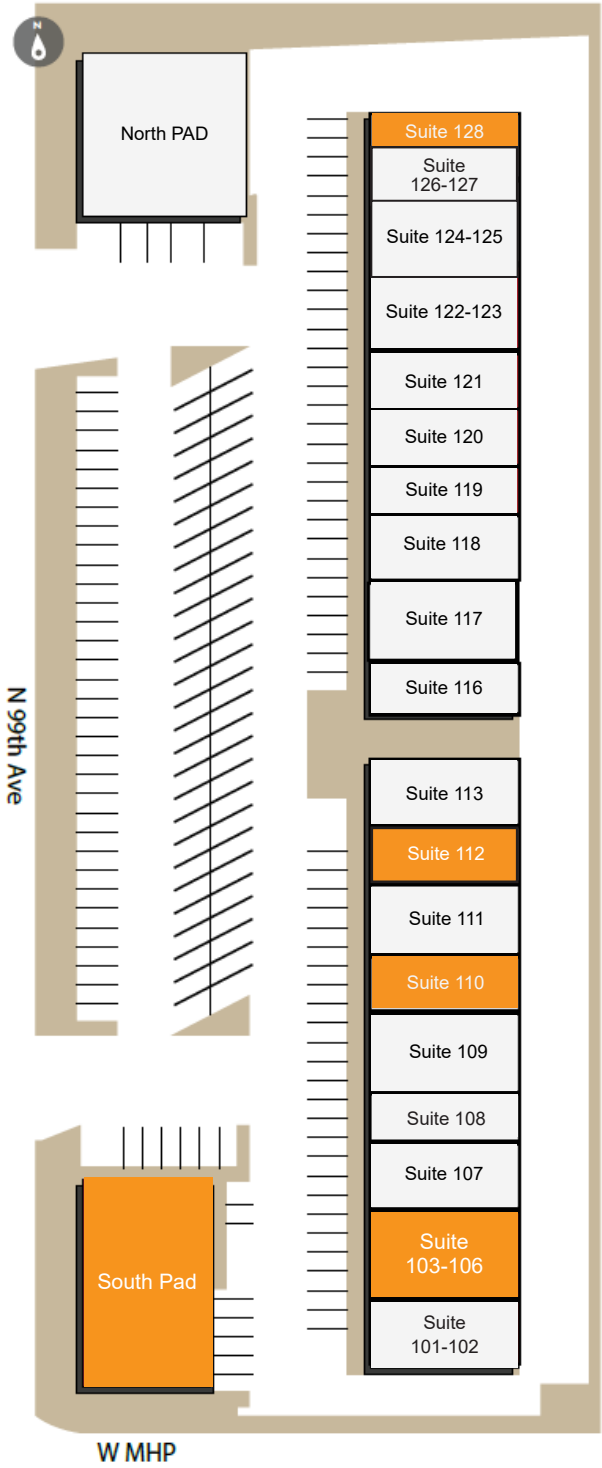 N
North PAD
Suite 128
Suite
126-127
Suite 124-125
Suite 122-123
Suite 121
Suite 120
Suite 119
Suite 118
Suite 117
Suite 116
N 99th Ave
Suite 113
Suite 112
Suite 111
Suite 110
Suite 109
Suite 108
Suite 107
Suite
103-106
South Pad
Suite
101-102
W MHP